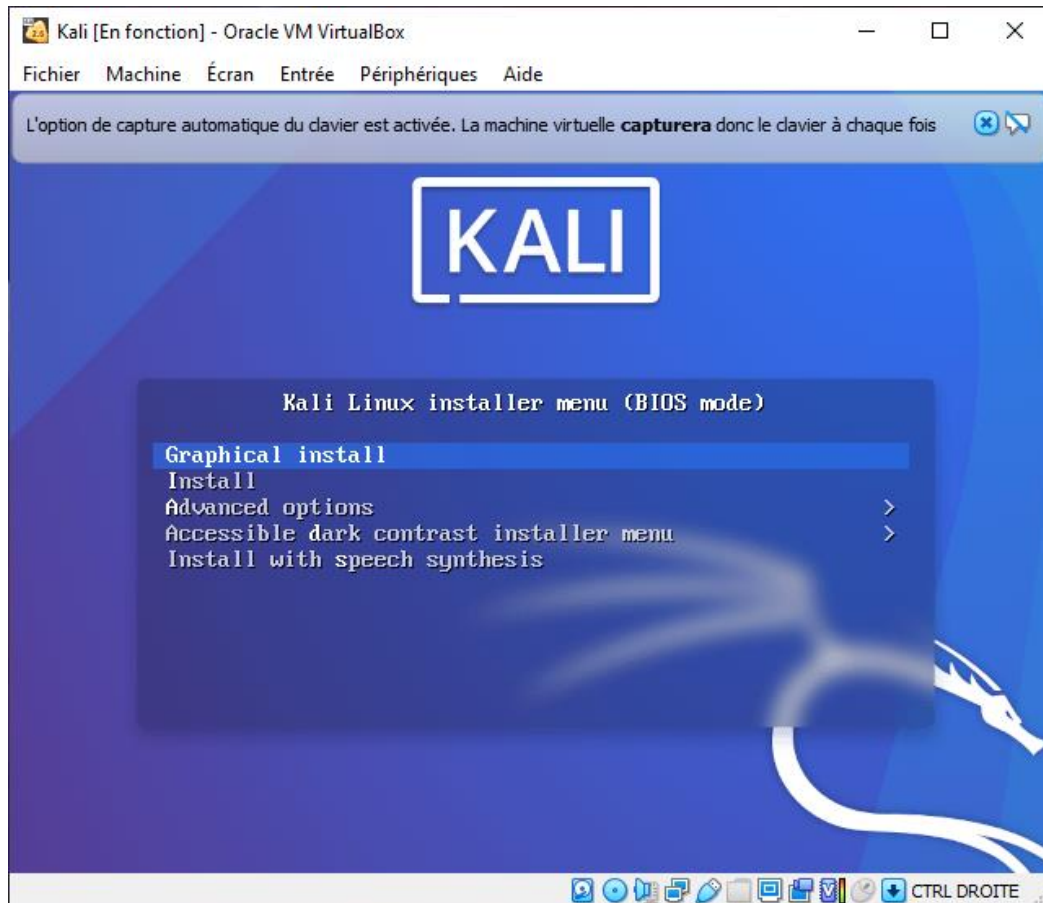 Kali [En fonction] - Oracle VM VirtualBox
Fichier Machine Écran Entrée Périphériques Aide
L'option de capture automatique du clavier est activée. La machine virtuelle capturera donc le clavier à chaque fois
KALI
Kali Linux installer menu (BIOS mode)
Graphical install
Install
Advanced options >
Accessible dark contrast installer menu >
Install with speech synthesis
CTRL DROITE